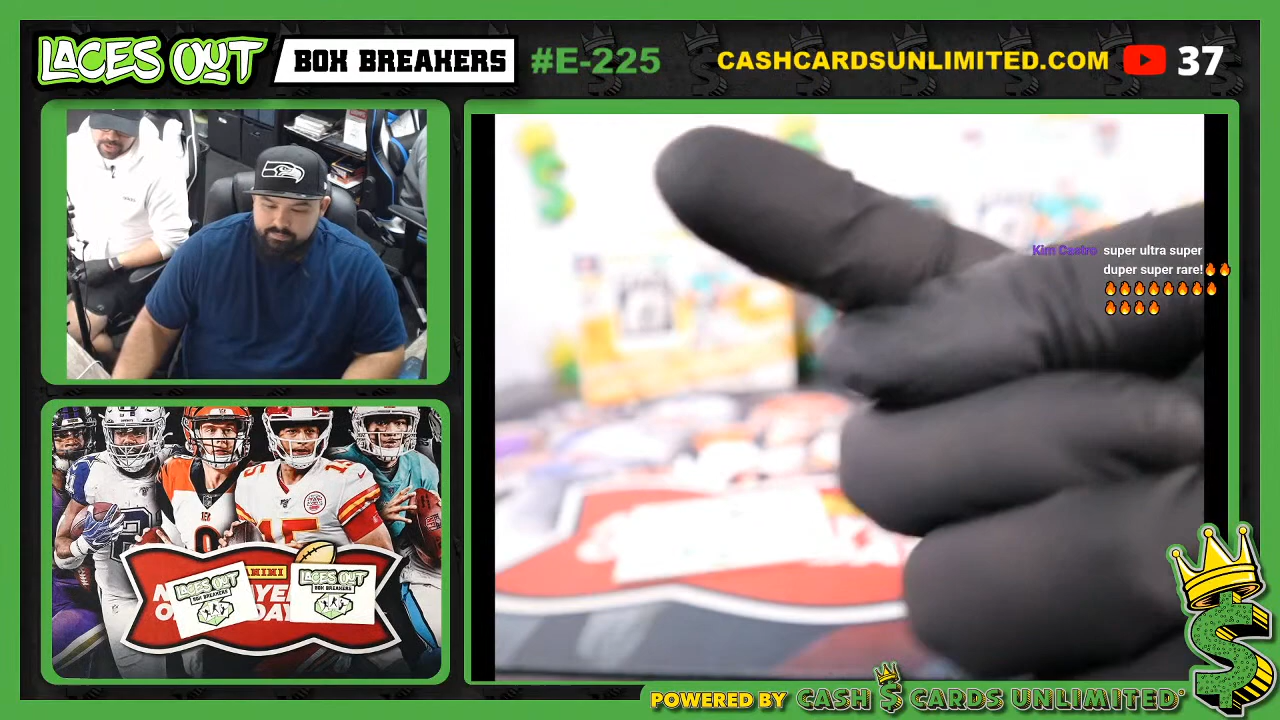 LACES OUT
BOX BREAKERS
#E-225
CASHCARDSUNLIMITED.COM
37
Kim Castro super ultra super
duper super rare!🔥🔥
🔥🔥🔥🔥🔥🔥🔥🔥
🔥🔥🔥🔥
LACES OUT
BOX BREAKERS
LACES OUT
BOX BREAKERS
POWERED BY CASH $ CARDS UNLIMITED